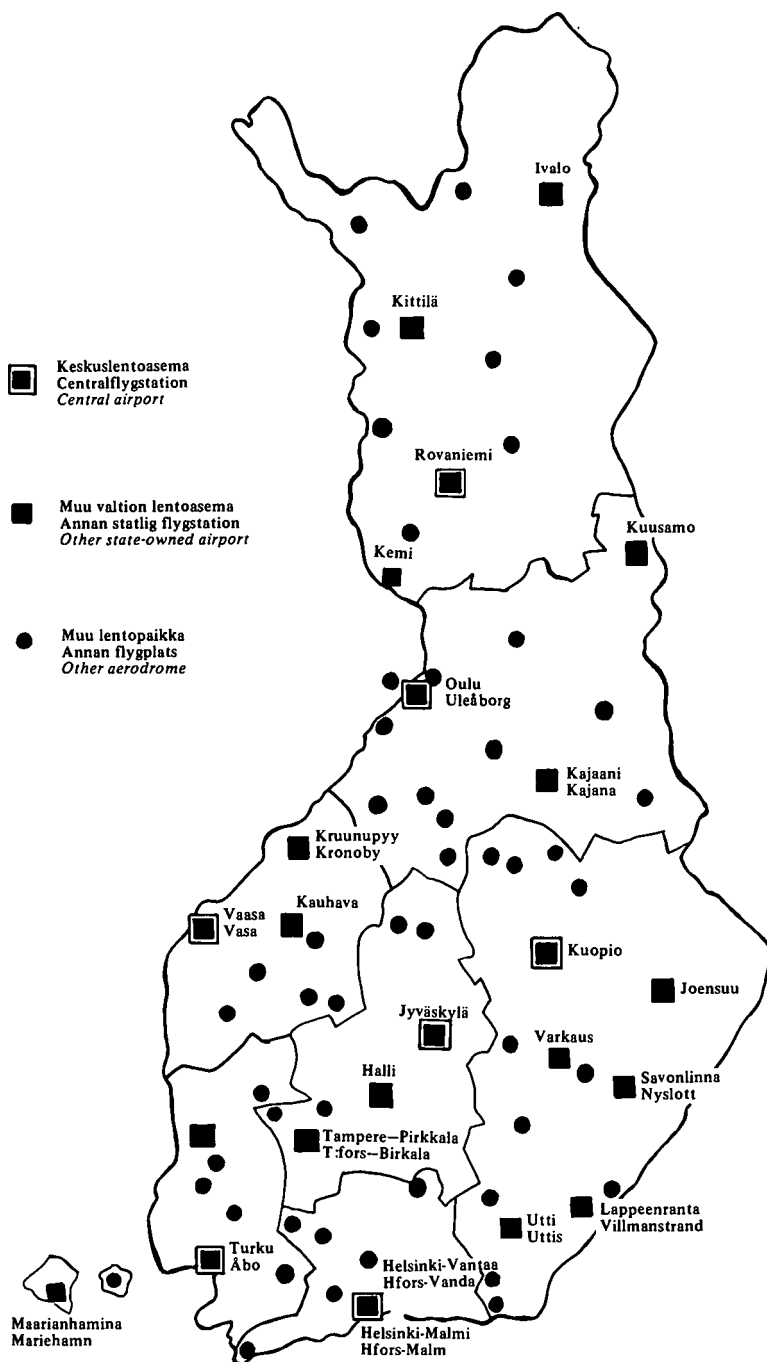 Ivalo
Kittilä
Keskuslentoasema
Centralflygstation
Central airport
Rovaniemi
Muu valtion lentoasema
Annan statlig flygstation
Other state-owned airport
Kuusamo
Kemi
Muu lentopaikka
Annan flygplats
Other aerodrome
Oulu
Uleåborg
Kajaani
Kajana
Kruunupyy
Kronoby
Kauhava
Vaasa
Vasa
Kuopio
Joensuu
Jyväskylä
Varkaus
Halli
Savonlinna
Nyslott
Tampere–Pirkkala
T:fors–Birkala
Lappeenranta
Villmanstrand
Utti
Uttis
Turku
Åbo
Helsinki-Vantaa
Hfors-Vanda
Maarianhamina
Mariehamn
Helsinki-Malmi
Hfors-Malm